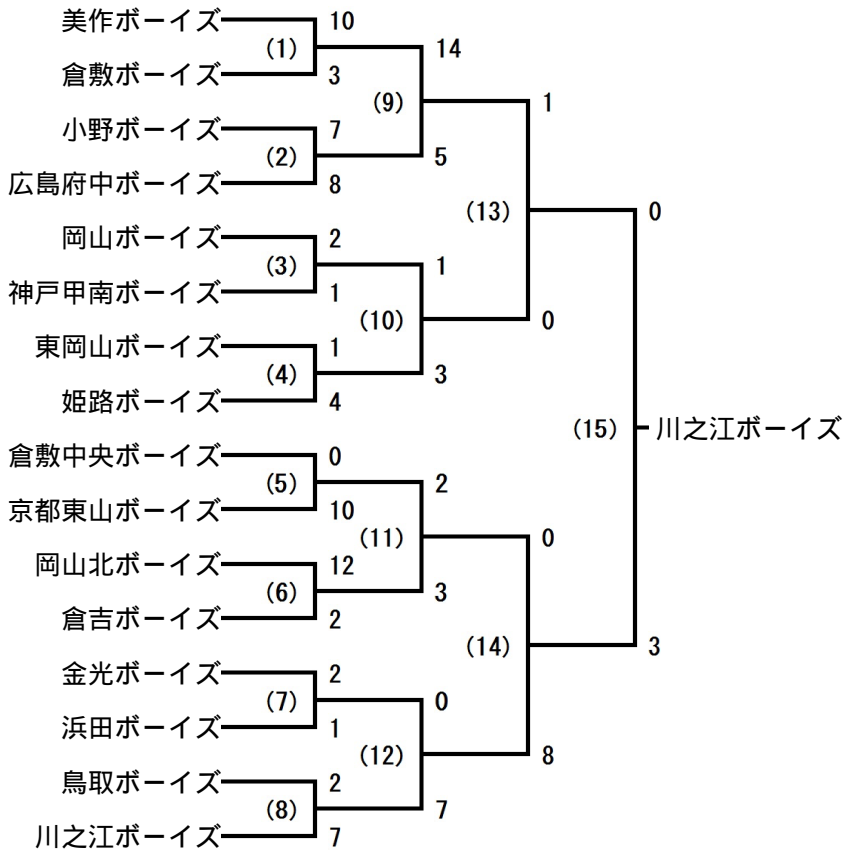 美作ボーイズ 10
(1) 14
倉敷ボーイズ 3
(9) 1
小野ボーイズ 7
(2) 5
広島府中ボーイズ 8
(13) 0
岡山ボーイズ 2
(3) 1
神戸甲南ボーイズ 1
(10) 0
東岡山ボーイズ 1
(4) 3
姫路ボーイズ 4
(15) 川之江ボーイズ
倉敷中央ボーイズ 0
(5) 2
京都東山ボーイズ 10
(11) 0
岡山北ボーイズ 12
(6) 3
倉吉ボーイズ 2
(14) 3
金光ボーイズ 2
(7) 0
浜田ボーイズ 1
(12) 8
鳥取ボーイズ 2
(8) 7
川之江ボーイズ 7